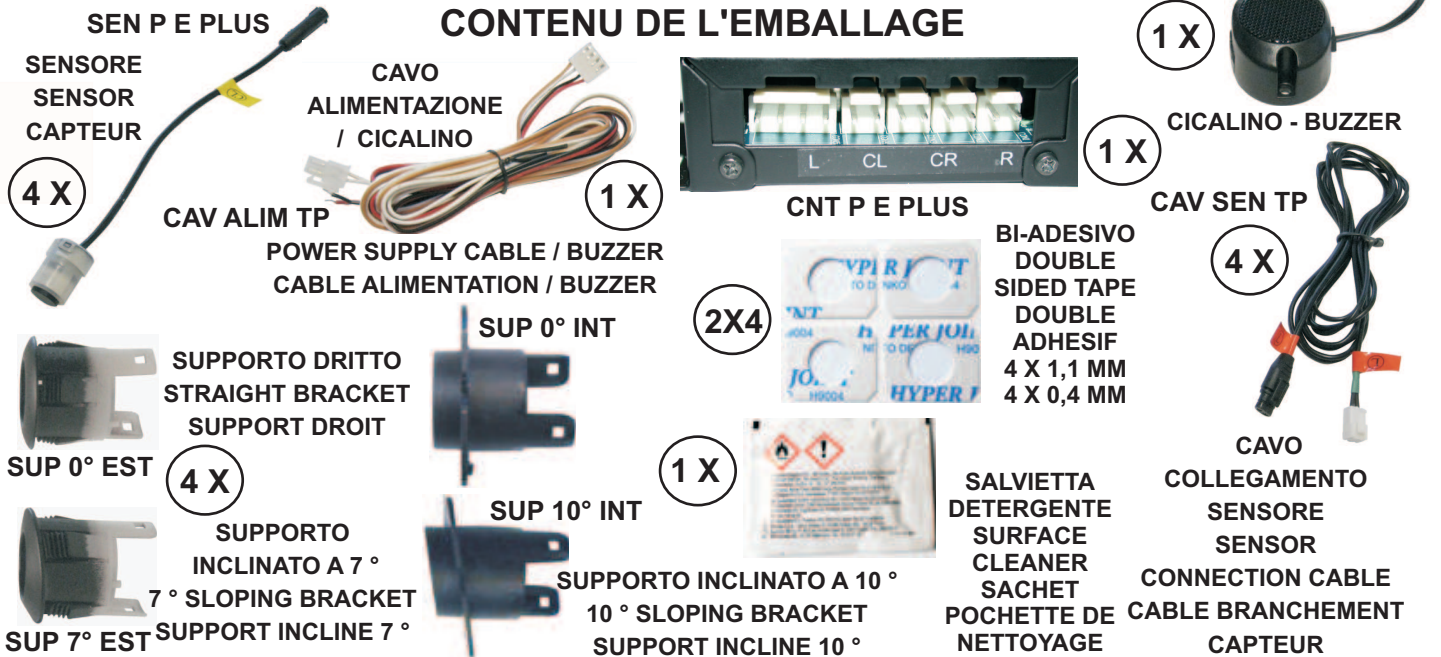 CONTENU DE L'EMBALLAGE
SEN P E PLUS
SENSORE
SENSOR
CAPTEUR
4 X
CAVO
ALIMENTAZIONE
/ CICALINO
1 X
CAV ALIM TP
POWER SUPPLY CABLE / BUZZER
CABLE ALIMENTATION / BUZZER
L CL CR R
1 X
CNT P E PLUS
1 X
CICALINO - BUZZER
CAV SEN TP
4 X
CAVO
COLLEGAMENTO
SENSORE
SENSOR
CONNECTION CABLE
CABLE BRANCHEMENT
CAPTEUR
2X4
HYPER JOINT
H9004
HYPER
BI-ADESIVO
DOUBLE
SIDED TAPE
DOUBLE
ADHESIF
4 X 1,1 MM
4 X 0,4 MM
SUPPORTO DRITTO
STRAIGHT BRACKET
SUPPORT DROIT
SUP 0° EST
4 X
SUP 0° INT
SUPPORTO
INCLINATO A 7 °
7 ° SLOPING BRACKET
SUPPORT INCLINE 7 °
SUP 7° EST
SUP 10° INT
SUPPORTO INCLINATO A 10 °
10 ° SLOPING BRACKET
SUPPORT INCLINE 10 °
1 X
SALVIETTA
DETERGENTE
SURFACE
CLEANER
SACHET
POCHETTE DE
NETTOYAGE